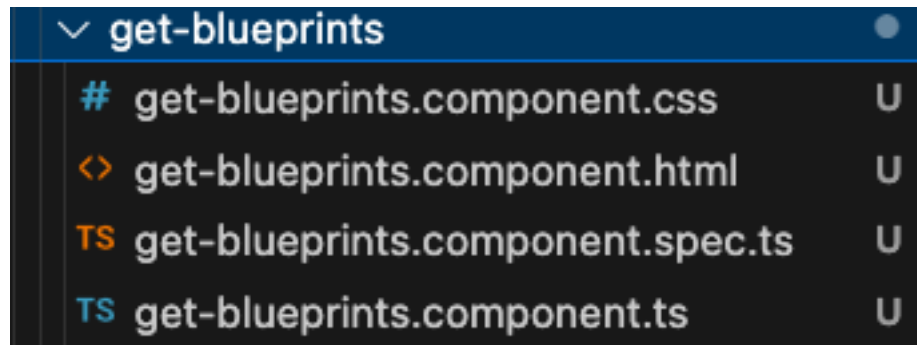 get-blueprints
# get-blueprints.component.css U
<> get-blueprints.component.html U
TS get-blueprints.component.spec.ts U
TS get-blueprints.component.ts U